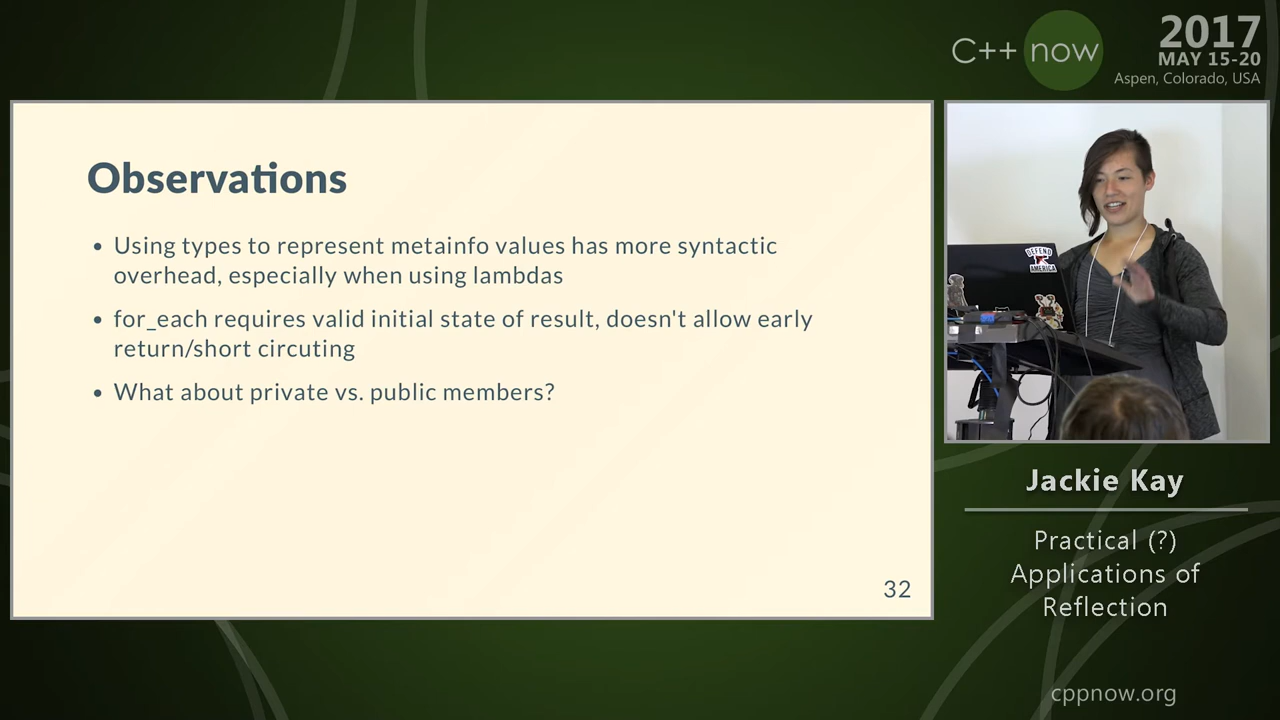 C++ now
2017
MAY 15-20
Aspen, Colorado, USA
Observations
• Using types to represent metainfo values has more syntactic
overhead, especially when using lambdas
• for_each requires valid initial state of result, doesn't allow early
return/short circuting
• What about private vs. public members?
32
DEFEND
AMERICA
Jackie Kay
Practical (?)
Applications of
Reflection
cppnow.org